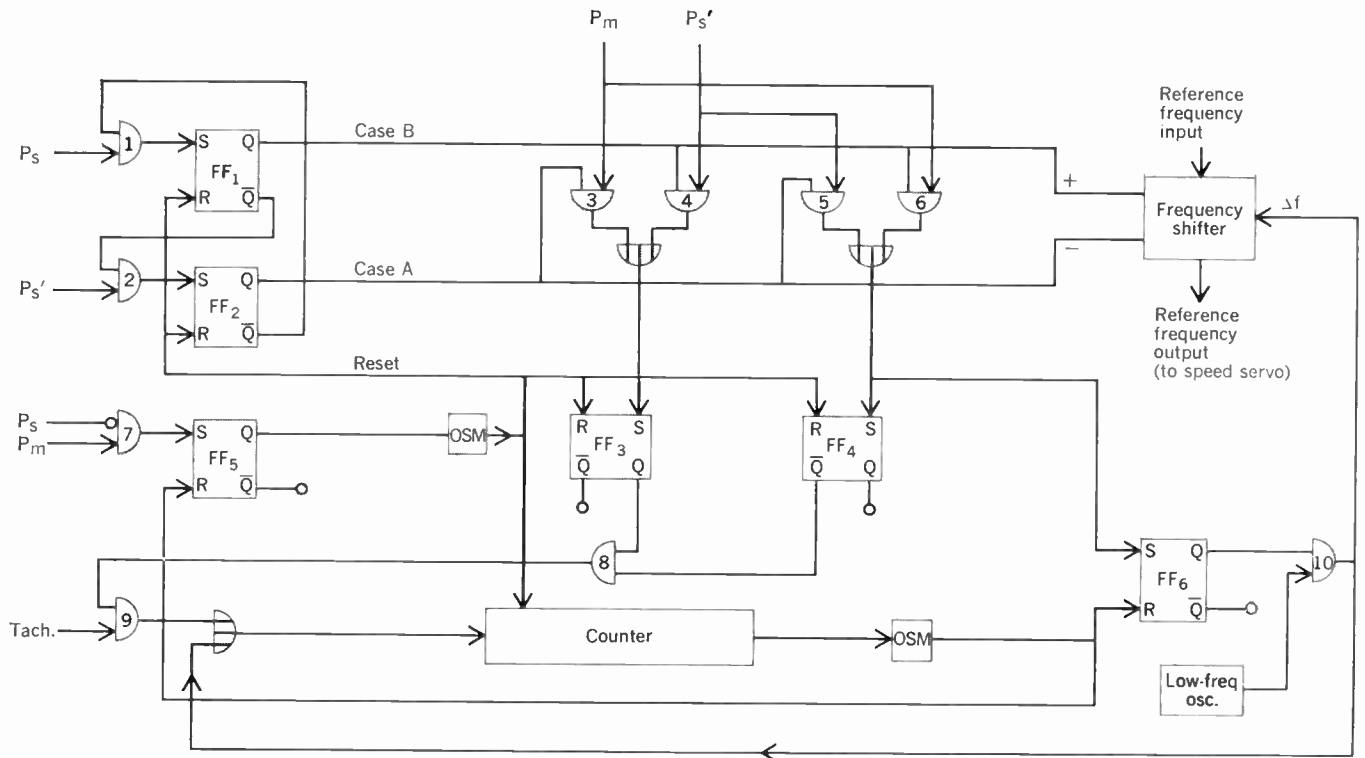 Pm Ps'
Reference
frequency
input
Case B
Ps
1
S Q
FF1
R Q̅
3
4
5
6
+
Frequency
shifter
Δf
−
Ps'
2
Case A
S Q
FF2
R Q̅
Reference
frequency
output
(to speed servo)
Reset
Ps
Pm
7
S Q
FF5
R Q̅
OSM
R S
FF3
Q̅ Q
R S
FF4
Q̅ Q
8
S Q
FF6
R Q̅
10
Tach.
9
Counter
OSM
Low-freq
osc.